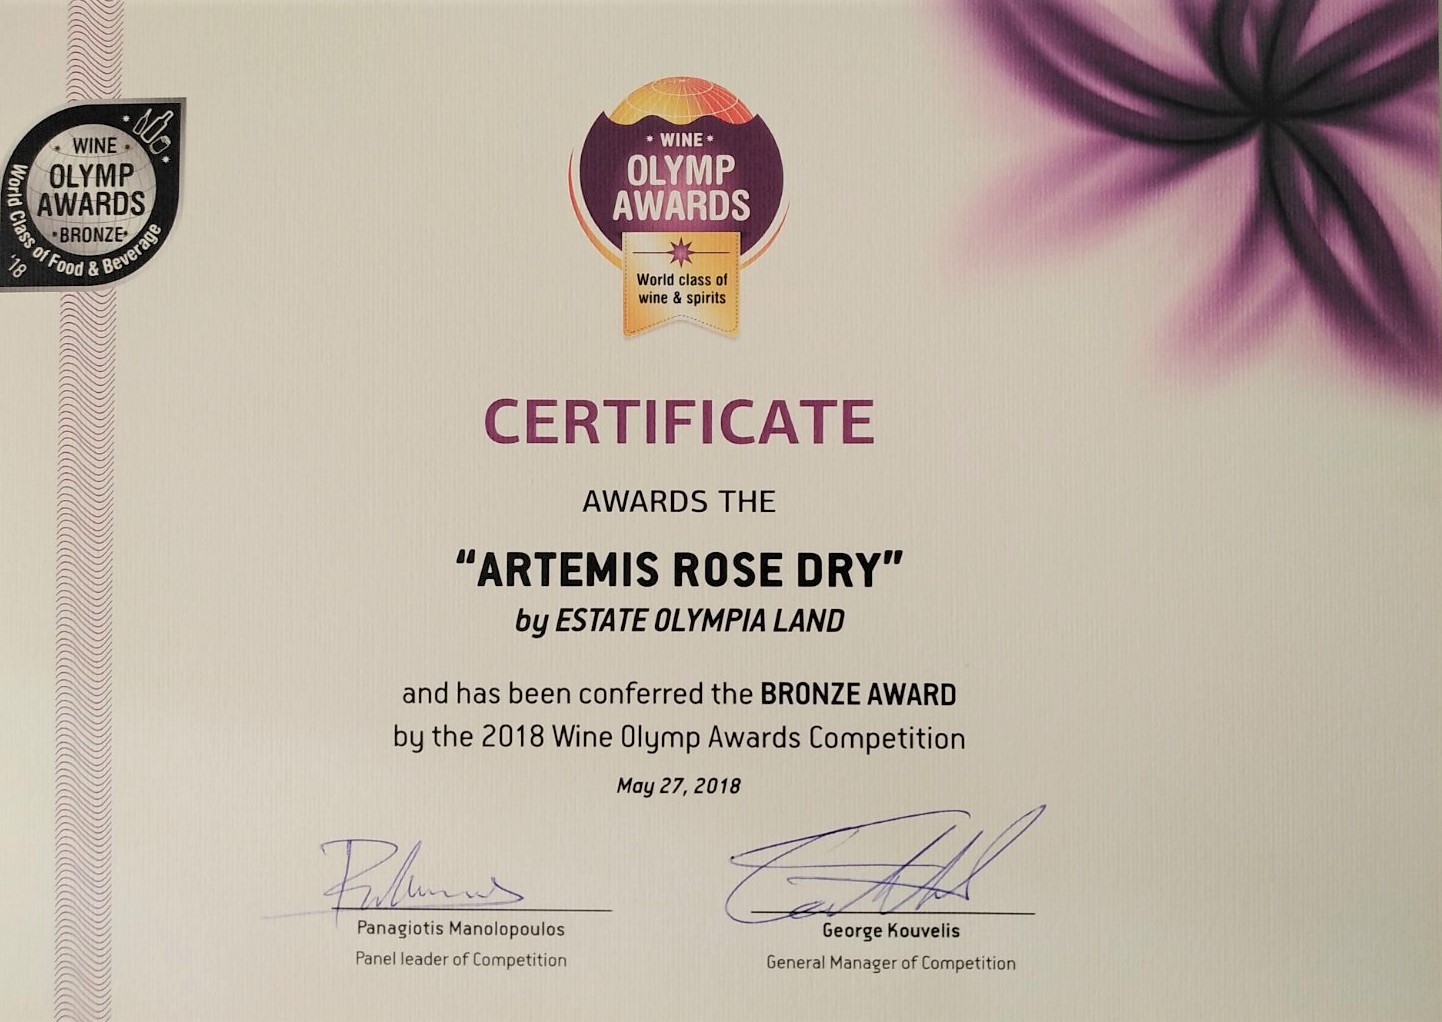 WINE
OLYMP
AWARDS
BRONZE
World Class of Food & Beverage
'18
WINE
OLYMP
AWARDS
World class of
wine & spirits
CERTIFICATE
AWARDS THE
“ARTEMIS ROSE DRY”
by ESTATE OLYMPIA LAND
and has been conferred the BRONZE AWARD
by the 2018 Wine Olymp Awards Competition
May 27, 2018
Panagiotis Manolopoulos
Panel leader of Competition
George Kouvelis
General Manager of Competition